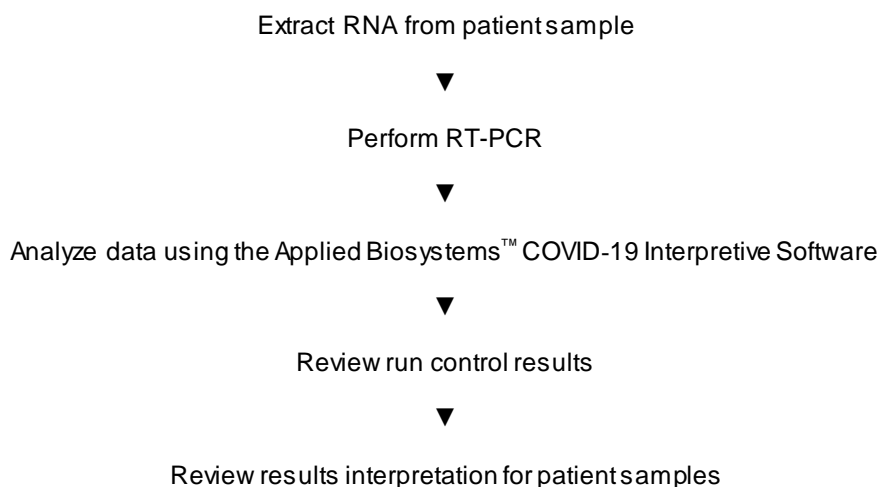 Extract RNA from patient sample
▼
Perform RT-PCR
▼
Analyze data using the Applied Biosystems™ COVID-19 Interpretive Software
▼
Review run control results
▼
Review results interpretation for patient samples